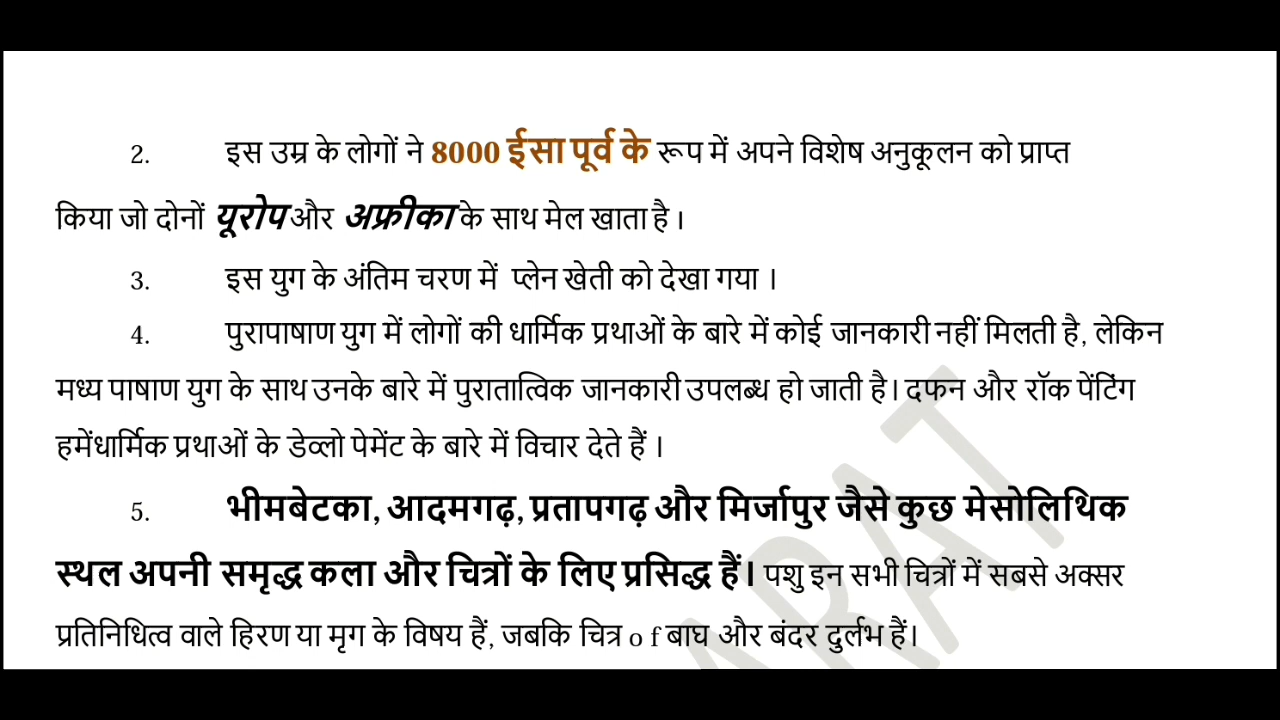 2. इस उम्र के लोगों ने 8000 ईसा पूर्व के रूप में अपने विशेष अनुकूलन को प्राप्त
किया जो दोनों यूरोप और अफ्रीका के साथ मेल खाता है ।
3. इस युग के अंतिम चरण में प्लेन खेती को देखा गया ।
4. पुरापाषाण युग में लोगों की धार्मिक प्रथाओं के बारे में कोई जानकारी नहीं मिलती है, लेकिन
मध्य पाषाण युग के साथ उनके बारे में पुरातात्विक जानकारी उपलब्ध हो जाती है। दफन और रॉक पेंटिंग
हमेंधार्मिक प्रथाओं के डेव्लो पेमेंट के बारे में विचार देते हैं ।
5. भीमबेटका, आदमगढ़, प्रतापगढ़ और मिर्जापुर जैसे कुछ मेसोलिथिक
स्थल अपनी समृद्ध कला और चित्रों के लिए प्रसिद्ध हैं। पशु इन सभी चित्रों में सबसे अक्सर
प्रतिनिधित्व वाले हिरण या मृग के विषय हैं, जबकि चित्र o f बाघ और बंदर दुर्लभ हैं।
ARAT